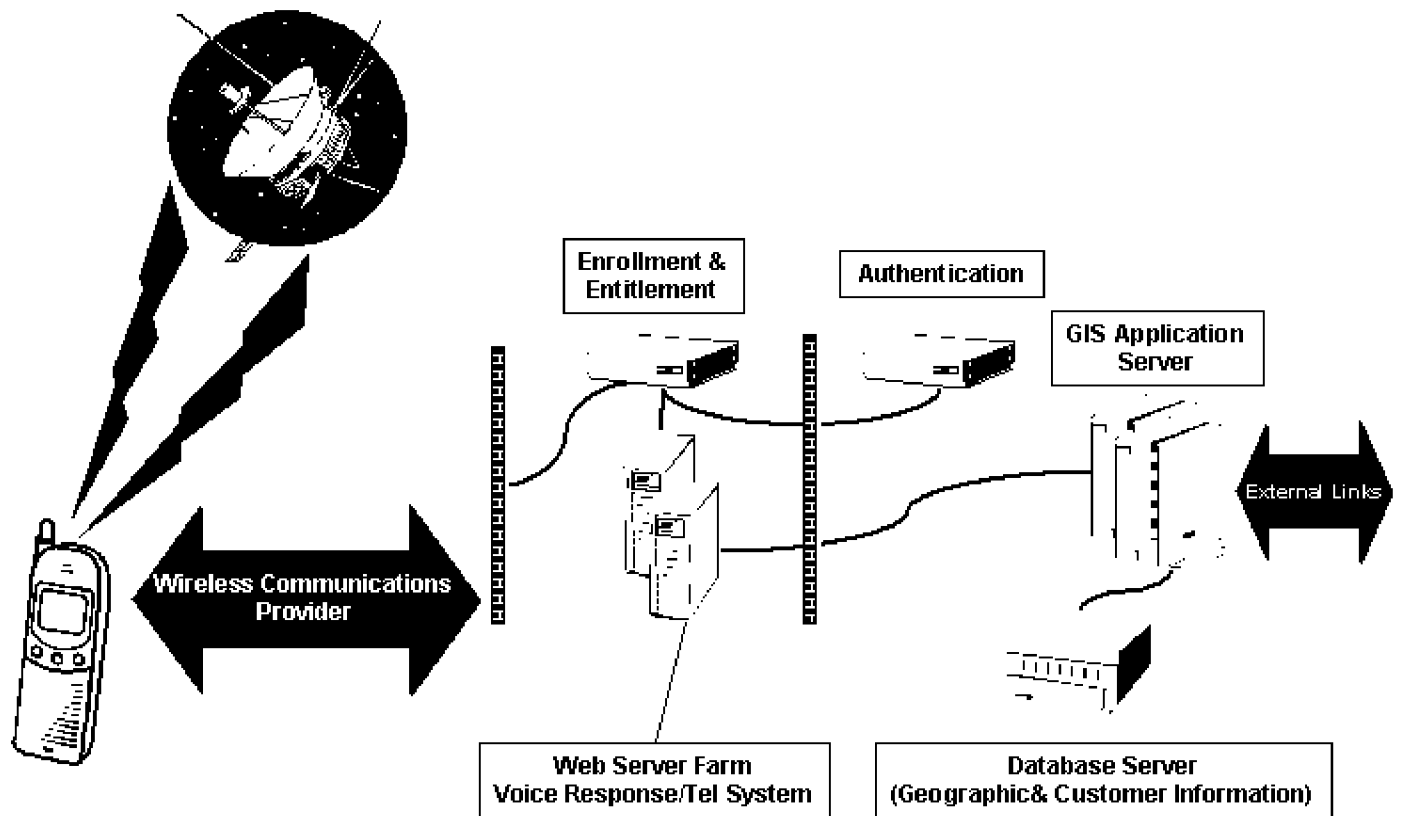 Enrollment &
Entitlement
Authentication
GIS Application
Server
External Links
Wireless Communications
Provider
Web Server Farm
Voice Response/Tel System
Database Server
(Geographic& Customer Information)